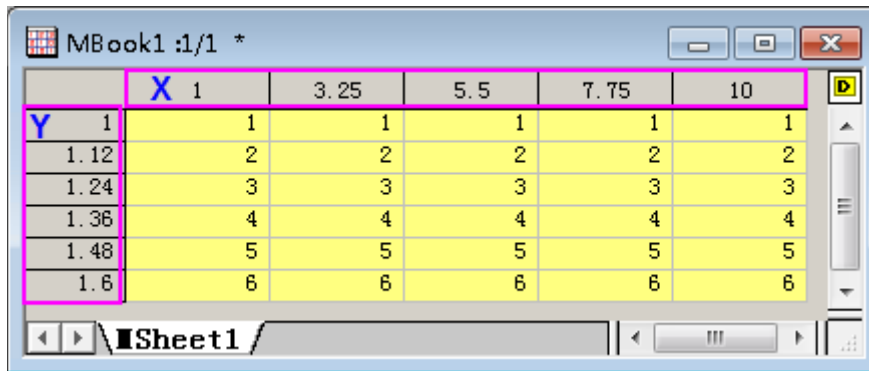 MBook1 :1/1 *
D
X 1 3.25 5.5 7.75 10
Y 1 1 1 1 1 1
1.12 2 2 2 2 2
1.24 3 3 3 3 3
1.36 4 4 4 4 4
1.48 5 5 5 5 5
1.6 6 6 6 6 6
MSheet1